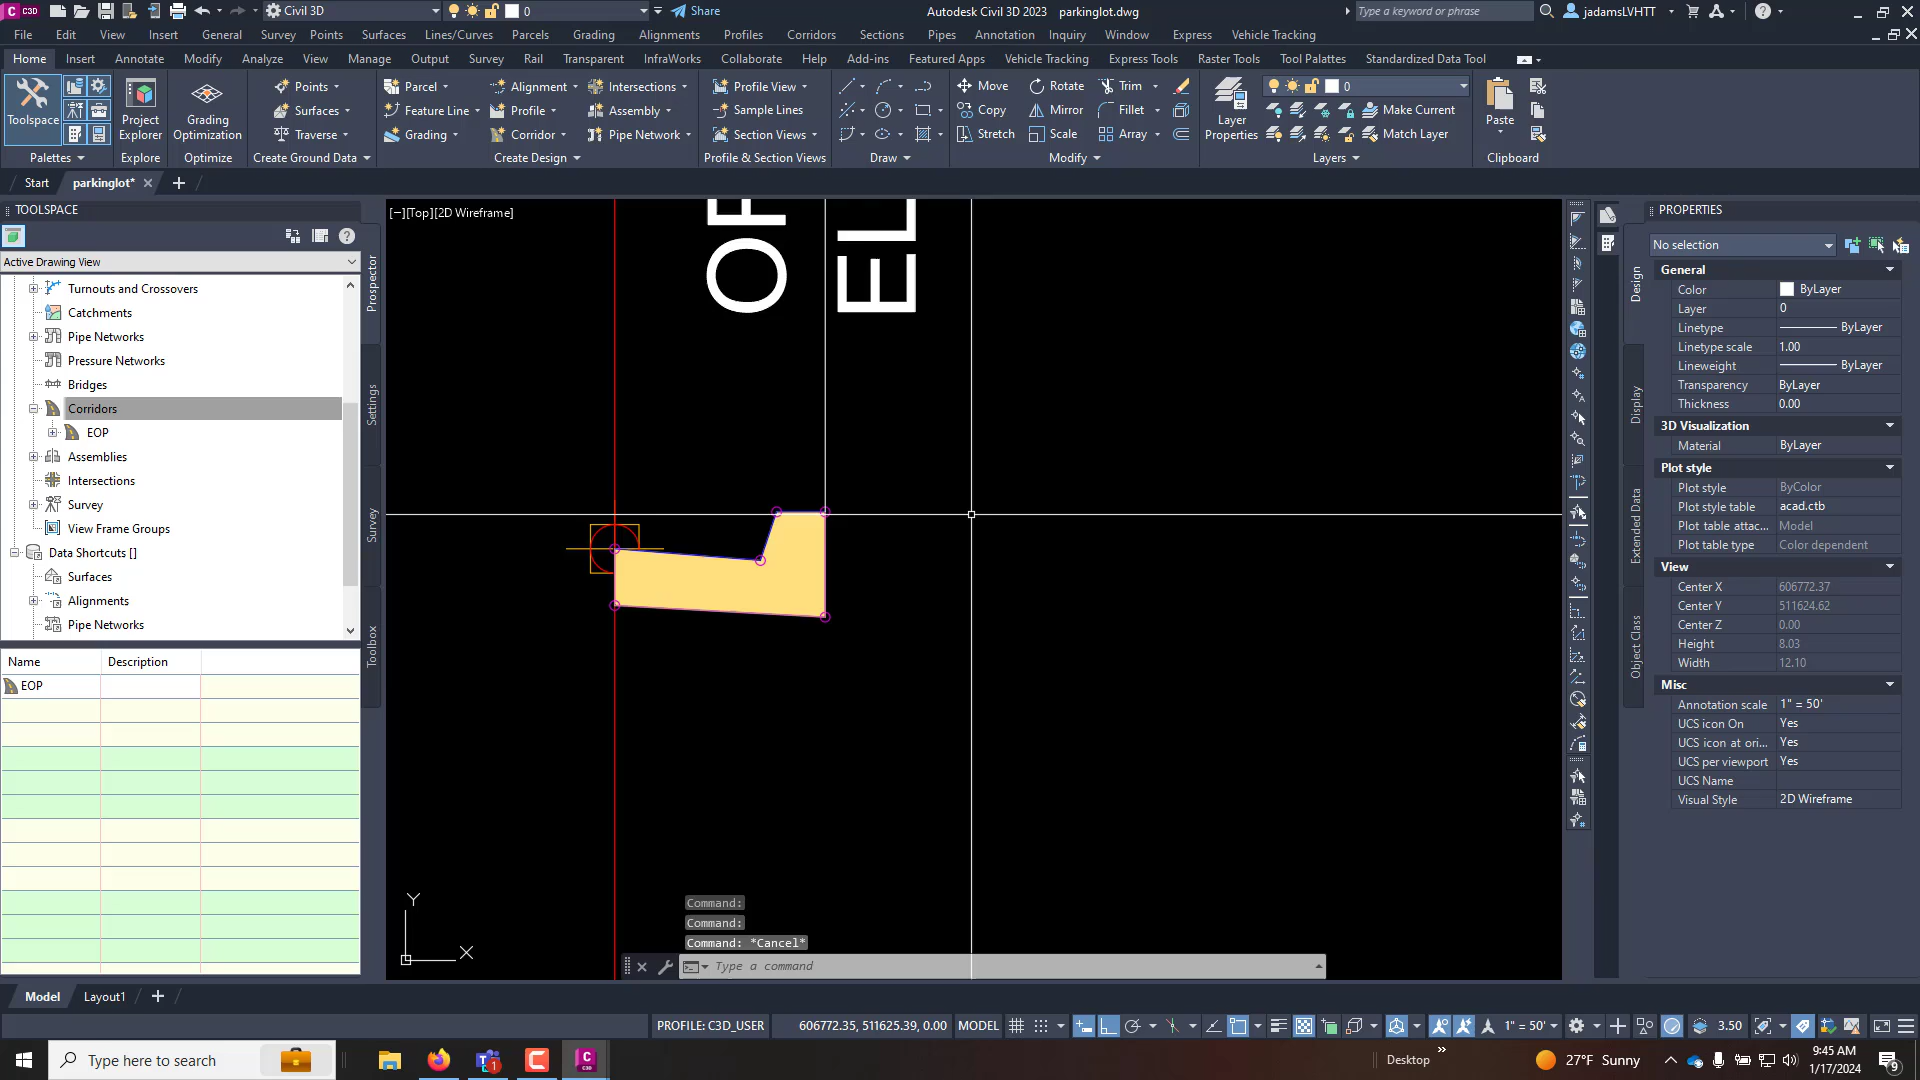 C3D
Civil 3D
0
Share
Autodesk Civil 3D 2023 parkinglot.dwg
Type a keyword or phrase
jadamsLVHTT
File Edit View Insert General Survey Points Surfaces Lines/Curves Parcels Grading Alignments Profiles Corridors Sections Pipes Annotation Inquiry Window Express Vehicle Tracking
Home Insert Annotate Modify Analyze View Manage Output Survey Rail Transparent InfraWorks Collaborate Help Add-ins Featured Apps Vehicle Tracking Express Tools Raster Tools Tool Palettes Standardized Data Tool
Toolspace
Project Explorer
Grading Optimization
Points
Surfaces
Traverse
Parcel
Feature Line
Grading
Alignment
Profile
Corridor
Intersections
Assembly
Pipe Network
Profile View
Sample Lines
Section Views
Move
Copy
Stretch
Rotate
Mirror
Scale
Trim
Fillet
Array
Layer Properties
0
Make Current
Match Layer
Paste
Palettes Explore Optimize Create Ground Data Create Design Profile & Section Views Draw Modify Layers Clipboard
Start parkinglot*
TOOLSPACE
Active Drawing View
Turnouts and Crossovers
Catchments
Pipe Networks
Pressure Networks
Bridges
Corridors
EOP
Assemblies
Intersections
Survey
View Frame Groups
Data Shortcuts []
Surfaces
Alignments
Pipe Networks
Prospector
Settings
Survey
Toolbox
Name Description
EOP
[−][Top][2D Wireframe]
EL
Y
X
Command:
Command:
Command: *Cancel*
Type a command
PROPERTIES
No selection
Design
Display
Extended Data
Object Class
General
Color ByLayer
Layer 0
Linetype ByLayer
Linetype scale 1.00
Lineweight ByLayer
Transparency ByLayer
Thickness 0.00
3D Visualization
Material ByLayer
Plot style
Plot style ByColor
Plot style table acad.ctb
Plot table attac... Model
Plot table type Color dependent
View
Center X 606772.37
Center Y 511624.62
Center Z 0.00
Height 8.03
Width 12.10
Misc
Annotation scale 1" = 50'
UCS icon On Yes
UCS icon at ori... Yes
UCS per viewport Yes
UCS Name
Visual Style 2D Wireframe
Model Layout1
PROFILE: C3D_USER 606772.35, 511625.39, 0.00 MODEL 1" = 50' 3.50
Type here to search
1
C3D
Desktop
27°F Sunny
9:45 AM
1/17/2024
9